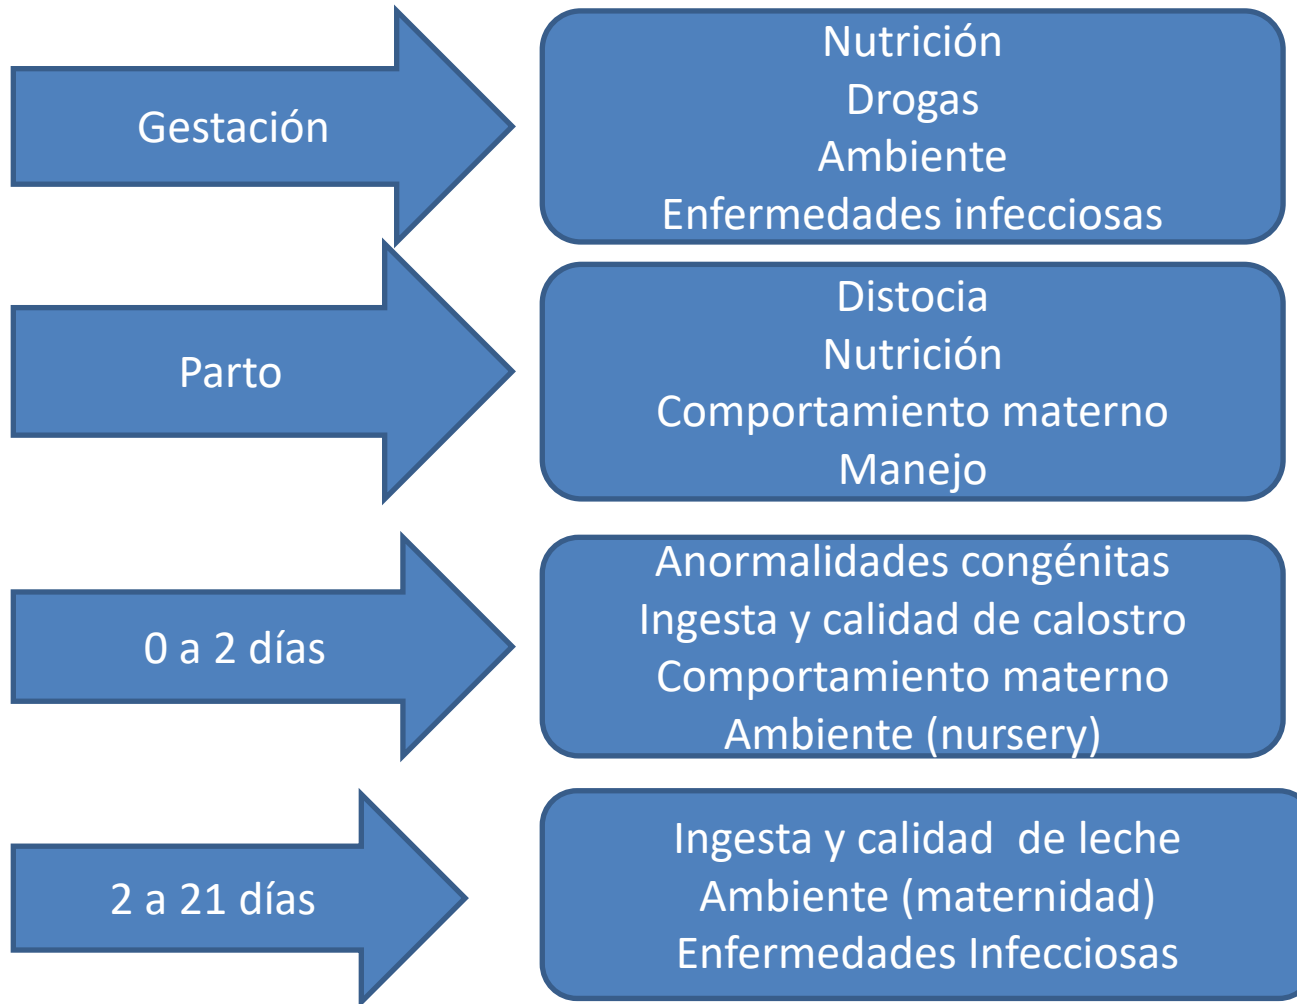 Gestación
Nutrición
Drogas
Ambiente
Enfermedades infecciosas
Parto
Distocia
Nutrición
Comportamiento materno
Manejo
0 a 2 días
Anormalidades congénitas
Ingesta y calidad de calostro
Comportamiento materno
Ambiente (nursery)
2 a 21 días
Ingesta y calidad  de leche
Ambiente (maternidad)
Enfermedades Infecciosas